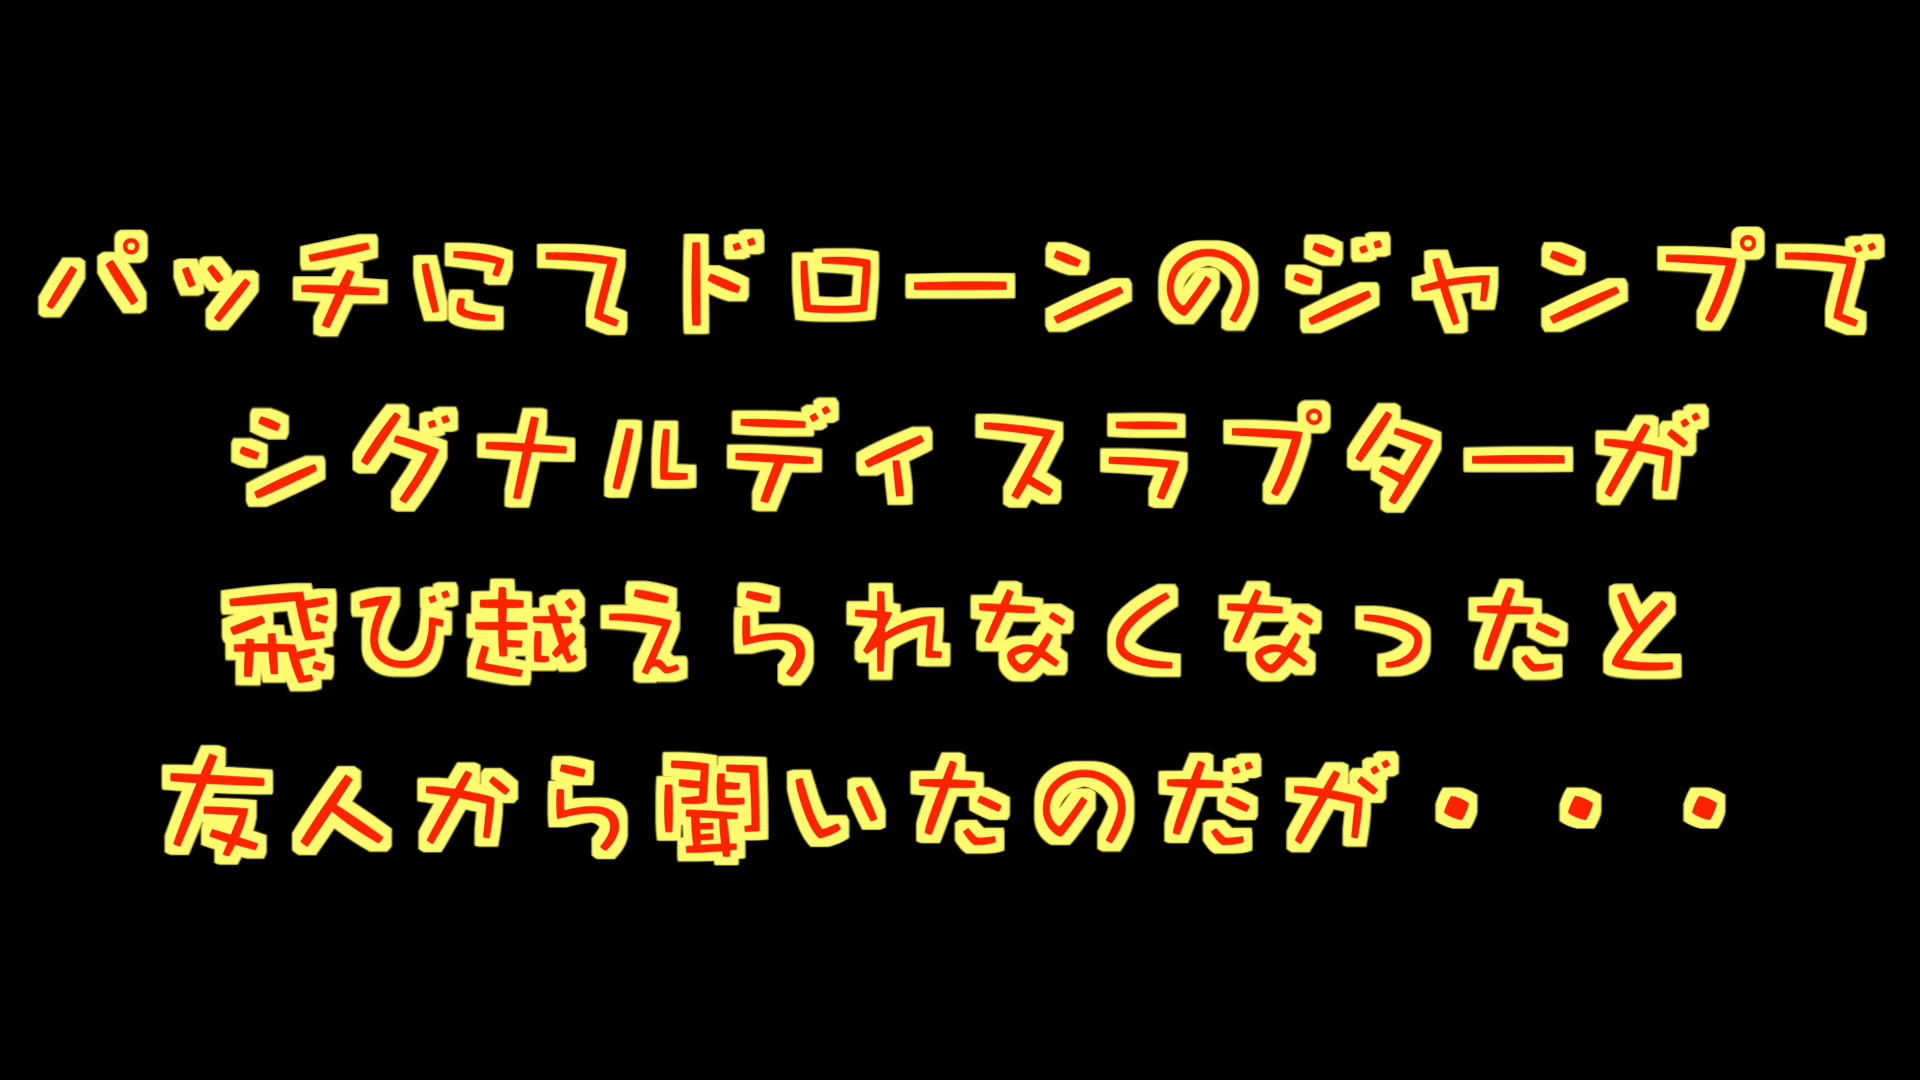 パッチにてドローンのジャンプで
シグナルディスラプターが
飛び越えられなくなったと
友人から聞いたのだが・・・